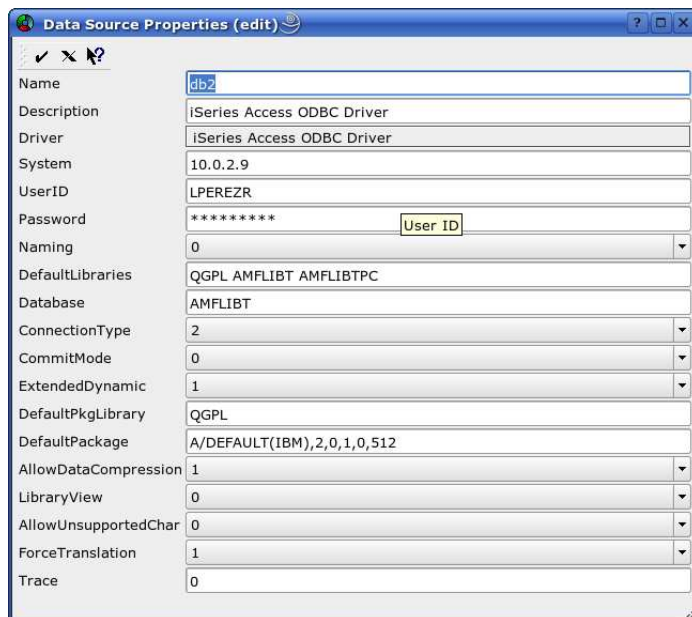 Data Source Properties (edit)
Name db2
Description iSeries Access ODBC Driver
Driver iSeries Access ODBC Driver
System 10.0.2.9
UserID LPEREZR
Password *********
User ID
Naming 0
DefaultLibraries QGPL AMFLIBT AMFLIBTPC
Database AMFLIBT
ConnectionType 2
CommitMode 0
ExtendedDynamic 1
DefaultPkgLibrary QGPL
DefaultPackage A/DEFAULT(IBM),2,0,1,0,512
AllowDataCompression 1
LibraryView 0
AllowUnsupportedChar 0
ForceTranslation 1
Trace 0